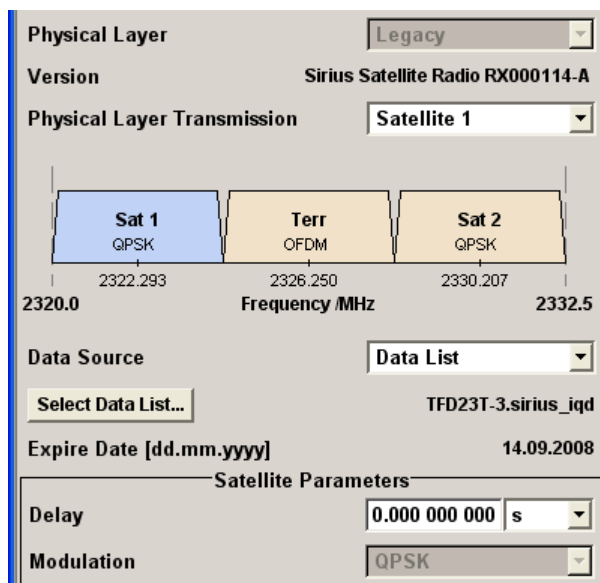 Physical Layer Legacy
Version Sirius Satellite Radio RX000114-A
Physical Layer Transmission Satellite 1
Sat 1 Terr Sat 2
QPSK OFDM QPSK
2322.293 2326.250 2330.207
2320.0 Frequency /MHz 2332.5
Data Source Data List
Select Data List... TFD23T-3.sirius_iqd
Expire Date [dd.mm.yyyy] 14.09.2008
Satellite Parameters
Delay 0.000 000 000 s
Modulation QPSK